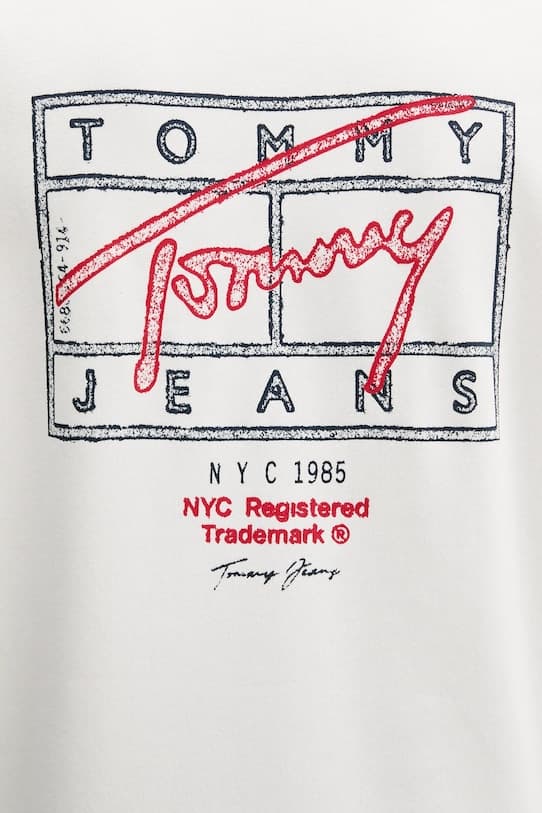 TOMMY
Tommy
JEANS
NYC 1985
NYC Registered
Trademark ®
Tommy Jeans